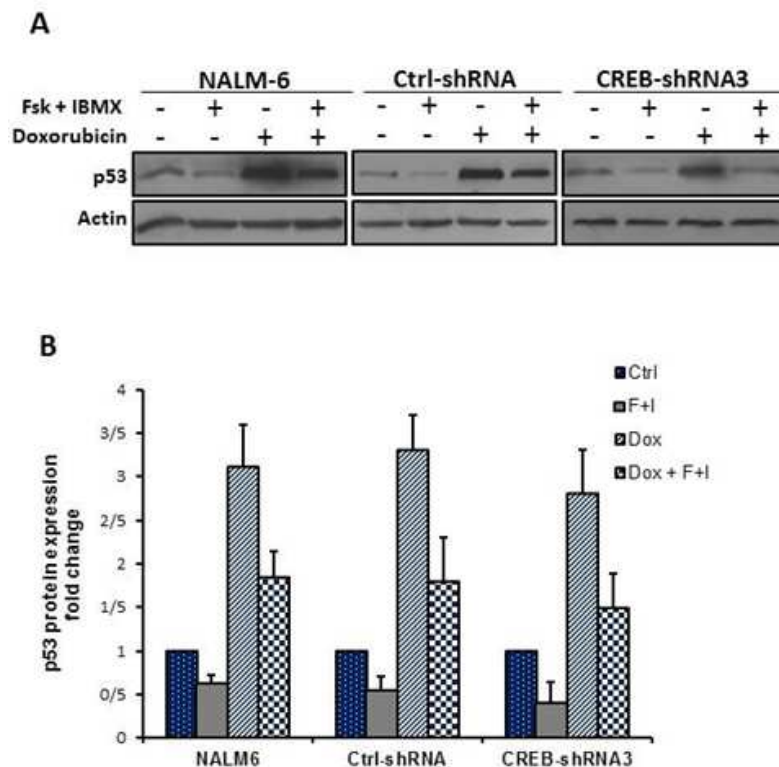 A
NALM-6 Ctrl-shRNA CREB-shRNA3
Fsk + IBMX - + - + - + - + - + - +
Doxorubicin - - + + - - + + - - + +
p53
Actin
B
4
3/5
3
2/5
2
1/5
1
0/5
0
p53 protein expression
fold change
Ctrl
F+I
Dox
Dox + F+I
NALM6 Ctrl-shRNA CREB-shRNA3